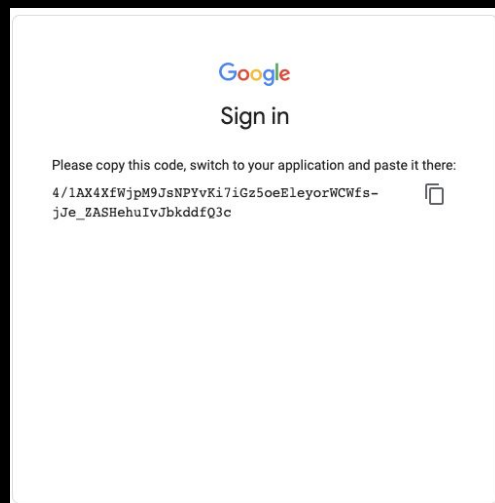 Google
Sign in
Please copy this code, switch to your application and paste it there:
4/1AX4XfWjpM9JsNPYvKi7iGz5oeEleyorWCWfs-
jJe_ZASHehuIvJbkddfQ3c